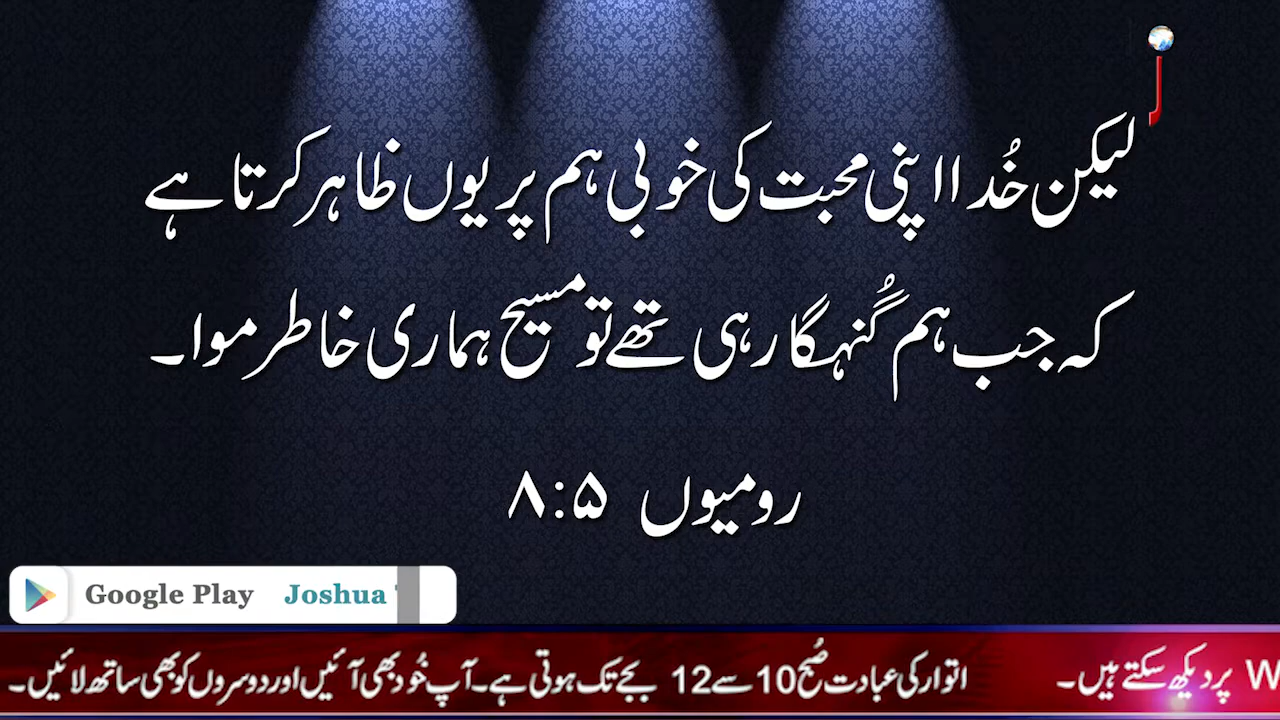 لیکن خُدا اپنی محبت کی خوبی ہم پر یوں ظاہر کرتا ہے
کہ جب ہم گُنہگار ہی تھے تو مسیح ہماری خاطر موا۔
رومیوں ۸:۵
Google Play Joshua
پر دیکھ سکتے ہیں۔ اتوار کی عبادت صُبح 10 سے 12 بجے تک ہوتی ہے۔ آپ خُود بھی آئیں اور دوسروں کو بھی ساتھ لائیں۔